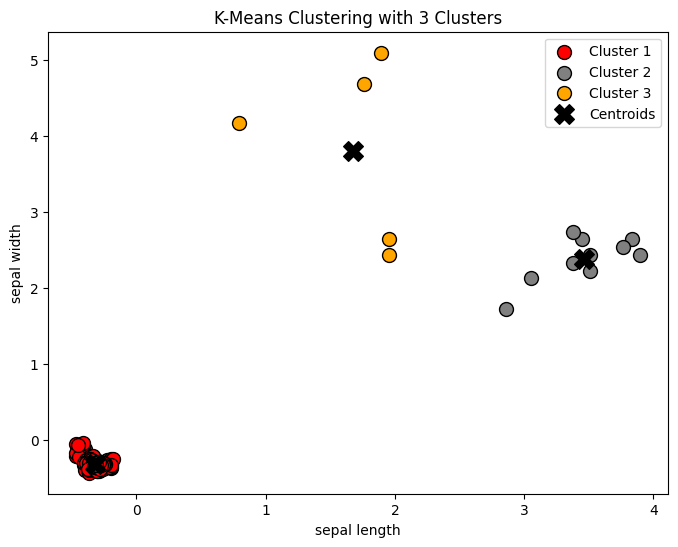 K-Means Clustering with 3 Clusters
Cluster 1
Cluster 2
Cluster 3
Centroids
sepal width
5
4
3
2
1
0
0 1 2 3 4
sepal length